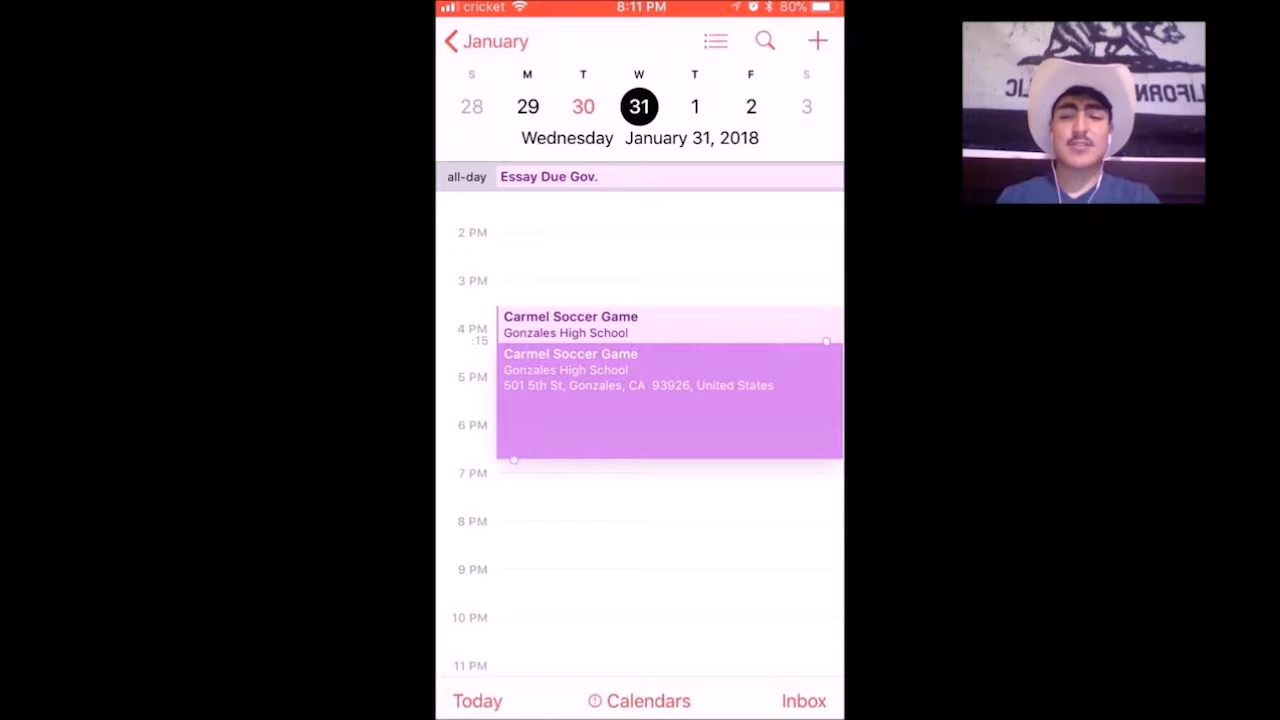 cricket 8:11 PM 80%
January
S M T W T F S
28 29 30 31 1 2 3
Wednesday January 31, 2018
all-day Essay Due Gov.
2 PM
3 PM
Carmel Soccer Game
4 PM Gonzales High School
:15
Carmel Soccer Game
Gonzales High School
5 PM
501 5th St, Gonzales, CA 93926, United States
6 PM
7 PM
8 PM
9 PM
10 PM
11 PM
Today Calendars Inbox